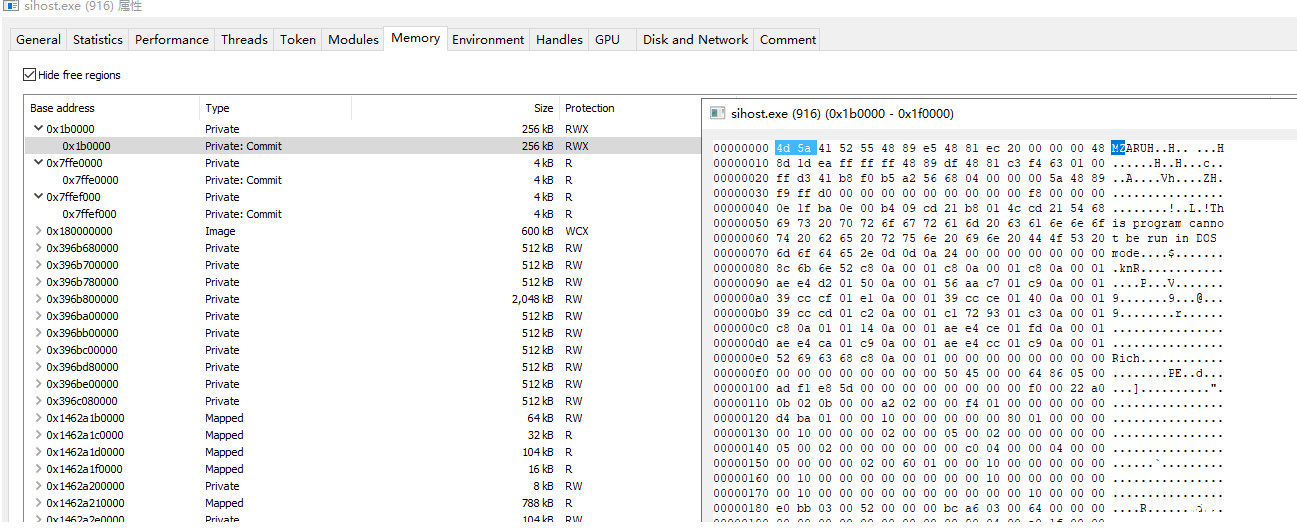 sihost.exe (916) 属性
General Statistics Performance Threads Token Modules Memory Environment Handles GPU Disk and Network Comment
Hide free regions
Base address Type Size Protection
0x1b0000 Private 256 kB RWX
0x1b0000 Private: Commit 256 kB RWX
0x7ffe0000 Private 4 kB R
0x7ffe0000 Private: Commit 4 kB R
0x7ffef000 Private 4 kB R
0x7ffef000 Private: Commit 4 kB R
0x180000000 Image 600 kB WCX
0x396b680000 Private 512 kB RW
0x396b700000 Private 512 kB RW
0x396b780000 Private 512 kB RW
0x396b800000 Private 2,048 kB RW
0x396ba00000 Private 512 kB RW
0x396bb00000 Private 512 kB RW
0x396bc00000 Private 512 kB RW
0x396bd80000 Private 512 kB RW
0x396be00000 Private 512 kB RW
0x396c080000 Private 512 kB RW
0x1462a1b0000 Mapped 64 kB RW
0x1462a1c0000 Mapped 32 kB R
0x1462a1d0000 Mapped 104 kB R
0x1462a1f0000 Mapped 16 kB R
0x1462a200000 Private 8 kB RW
0x1462a210000 Mapped 788 kB R
0x1462a2e0000 Private 104 kB RW
sihost.exe (916) (0x1b0000 - 0x1f0000)
00000000 4d 5a 41 52 55 48 89 e5 48 81 ec 20 00 00 00 48 MZARUH..H.. ...H
00000010 8d 1d ea ff ff ff 48 89 df 48 81 c3 f4 63 01 00 ......H..H...c..
00000020 ff d3 41 b8 f0 b5 a2 56 68 04 00 00 00 5a 48 89 ..A....Vh....ZH.
00000030 f9 ff d0 00 00 00 00 00 00 00 00 00 f8 00 00 00 ................
00000040 0e 1f ba 0e 00 b4 09 cd 21 b8 01 4c cd 21 54 68 ........!..L.!Th
00000050 69 73 20 70 72 6f 67 72 61 6d 20 63 61 6e 6e 6f is program canno
00000060 74 20 62 65 20 72 75 6e 20 69 6e 20 44 4f 53 20 t be run in DOS
00000070 6d 6f 64 65 2e 0d 0d 0a 24 00 00 00 00 00 00 00 mode....$.......
00000080 8c 6b 6e 52 c8 0a 00 01 c8 0a 00 01 c8 0a 00 01 .knR............
00000090 ae e4 d2 01 50 0a 00 01 56 aa c7 01 c9 0a 00 01 ....P...V.......
000000a0 39 cc cf 01 e1 0a 00 01 39 cc ce 01 40 0a 00 01 9.......9...@...
000000b0 39 cc cd 01 c2 0a 00 01 c1 72 93 01 c3 0a 00 01 9........r......
000000c0 c8 0a 01 01 14 0a 00 01 ae e4 ce 01 fd 0a 00 01 ................
000000d0 ae e4 ca 01 c9 0a 00 01 ae e4 cc 01 c9 0a 00 01 ................
000000e0 52 69 63 68 c8 0a 00 01 00 00 00 00 00 00 00 00 Rich............
000000f0 00 00 00 00 00 00 00 00 50 45 00 00 64 86 05 00 ........PE..d...
00000100 ad f1 e8 5d 00 00 00 00 00 00 00 00 f0 00 22 a0 ...]..........".
00000110 0b 02 0b 00 00 a2 02 00 00 f4 01 00 00 00 00 00 ................
00000120 d4 ba 01 00 00 10 00 00 00 00 00 80 01 00 00 00 ................
00000130 00 10 00 00 00 02 00 00 05 00 02 00 00 00 00 00 ................
00000140 05 00 02 00 00 00 00 00 00 c0 04 00 00 04 00 00 ................
00000150 00 00 00 00 02 00 60 01 00 00 10 00 00 00 00 00 ......`.........
00000160 00 10 00 00 00 00 00 00 00 00 10 00 00 00 00 00 ................
00000170 00 10 00 00 00 00 00 00 00 00 00 00 10 00 00 00 ................
00000180 e0 bb 03 00 52 00 00 00 bc a6 03 00 64 00 00 00 ....R.......d...